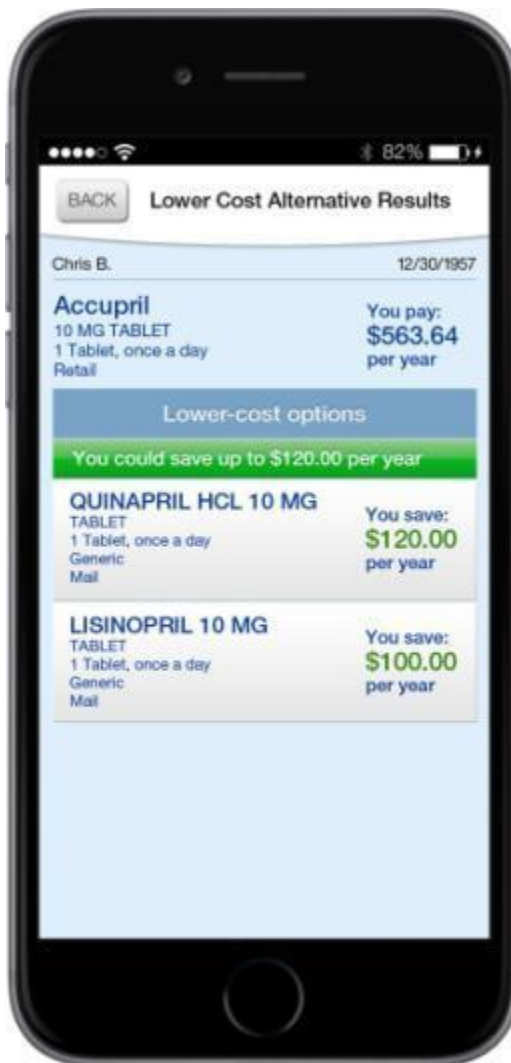 82%
BACK
Lower Cost Alternative Results
Chris B.
12/30/1957
Accupril
10 MG TABLET
1 Tablet, once a day
Retail
You pay:
$563.64
per year
Lower-cost options
You could save up to $120.00 per year
QUINAPRIL HCL 10 MG
TABLET
1 Tablet, once a day
Generic
Mail
You save:
$120.00
per year
LISINOPRIL 10 MG
TABLET
1 Tablet, once a day
Generic
Mail
You save:
$100.00
per year